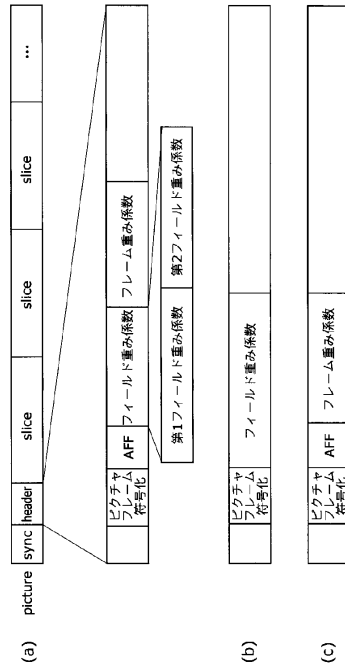 (a)
picture
sync
header
slice
slice
slice
...
ピクチャ
フレーム
符号化
AFF
フィールド重み係数
フレーム重み係数
第1フィールド重み係数
第2フィールド重み係数
(b)
ピクチャ
フレーム
符号化
フィールド重み係数
(c)
ピクチャ
フレーム
符号化
AFF
フレーム重み係数